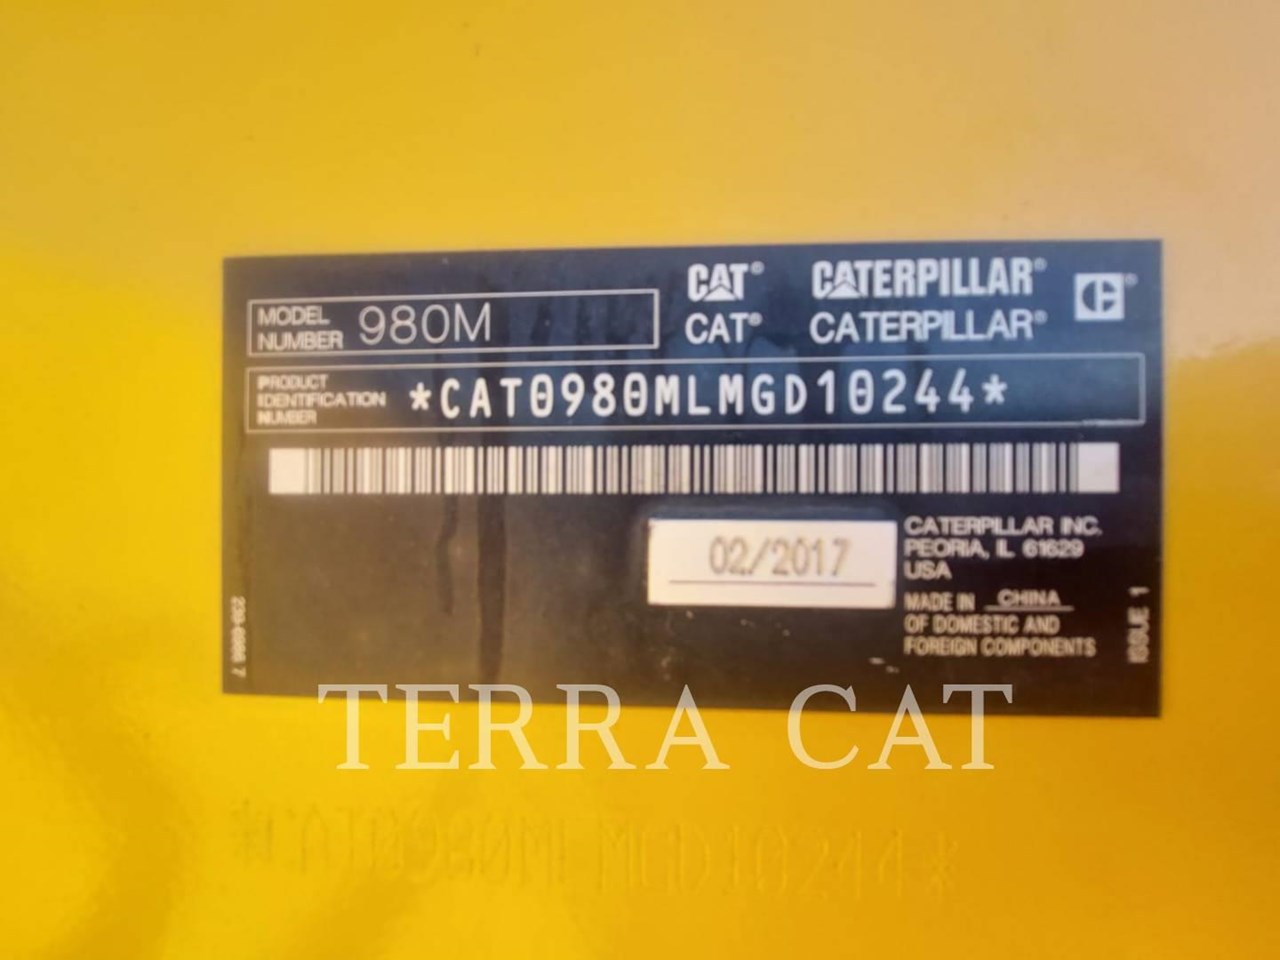 CAT® CATERPILLAR®
MODEL NUMBER 980M
CAT® CATERPILLAR®
PRODUCT
IDENTIFICATION
NUMBER
*CAT0980MLMGD10244*
02/2017
CATERPILLAR INC.
PEORIA, IL 61629
USA
MADE IN CHINA
OF DOMESTIC AND
FOREIGN COMPONENTS
ISSUE 1
TERRA CAT
*CAT0980MLMGD10244*